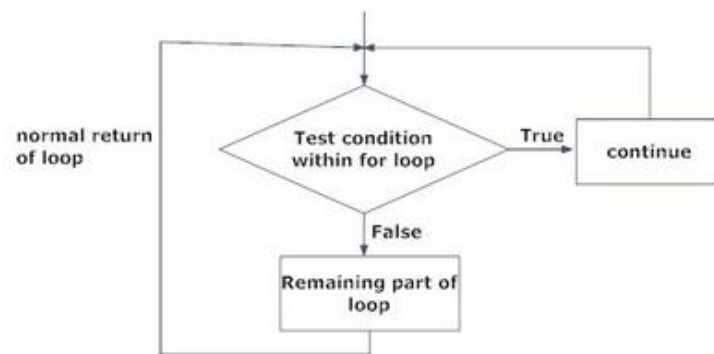 normal return
of loop
Test condition
within for loop
True
continue
False
Remaining part of
loop